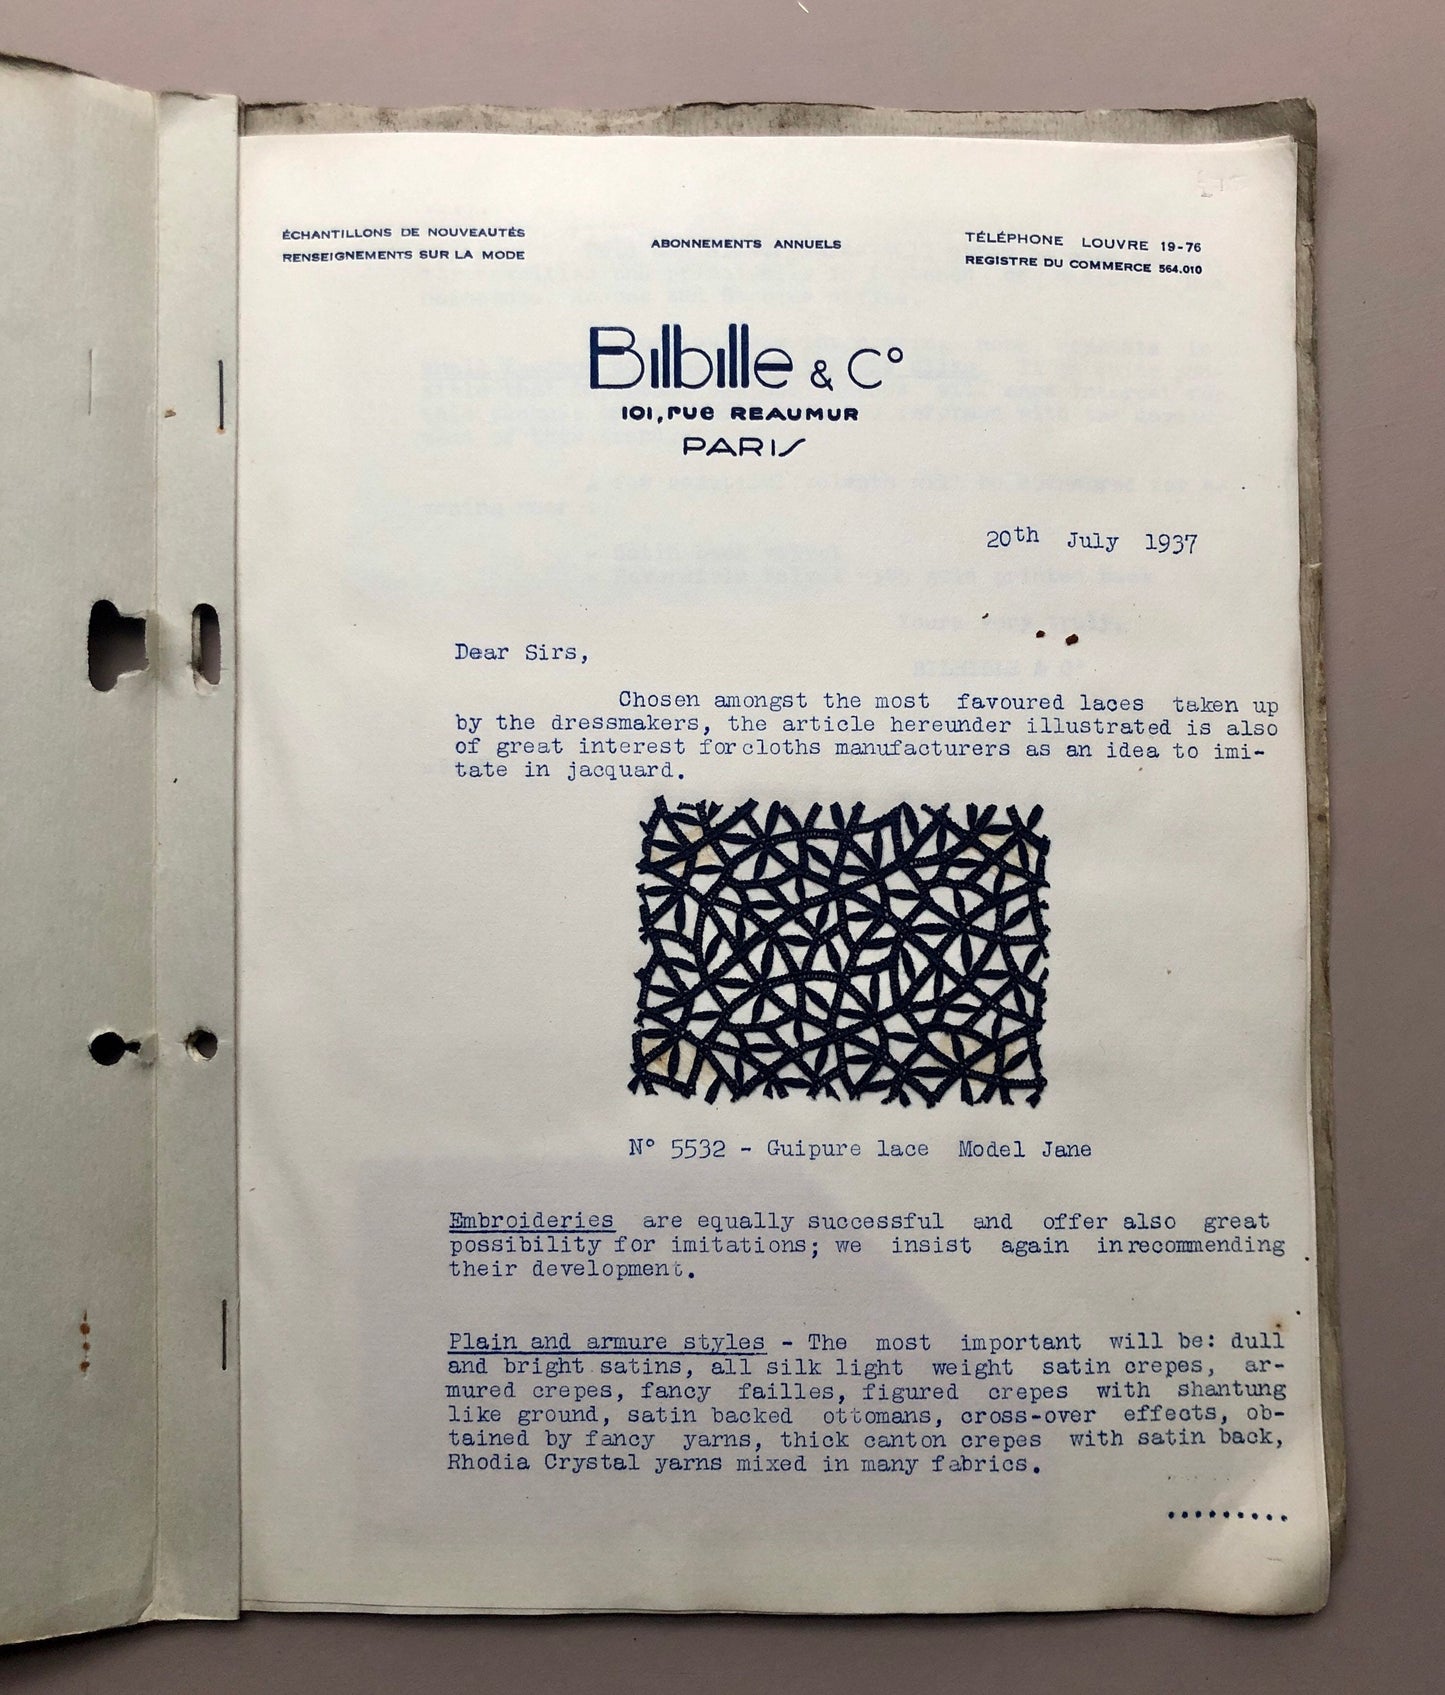 ÉCHANTILLONS DE NOUVEAUTÉS
RENSEIGNEMENTS SUR LA MODE
ABONNEMENTS ANNUELS
TÉLÉPHONE LOUVRE 19-76
REGISTRE DU COMMERCE 564.010
Bilbille & Cº
101, rue REAUMUR
PARIS
20th July 1937
Dear Sirs,
Chosen amongst the most favoured laces taken up
by the dressmakers, the article hereunder illustrated is also
of great interest for cloths manufacturers as an idea to imi-
tate in jacquard.
Nº 5532 - Guipure lace Model Jane
Embroideries are equally successful and offer also great
possibility for imitations; we insist again in recommending
their development.
Plain and armure styles - The most important will be: dull
and bright satins, all silk light weight satin crepes, ar-
mured crepes, fancy failles, figured crepes with shantung
like ground, satin backed ottomans, cross-over effects, ob-
tained by fancy yarns, thick canton crepes with satin back,
Rhodia Crystal yarns mixed in many fabrics.
.........